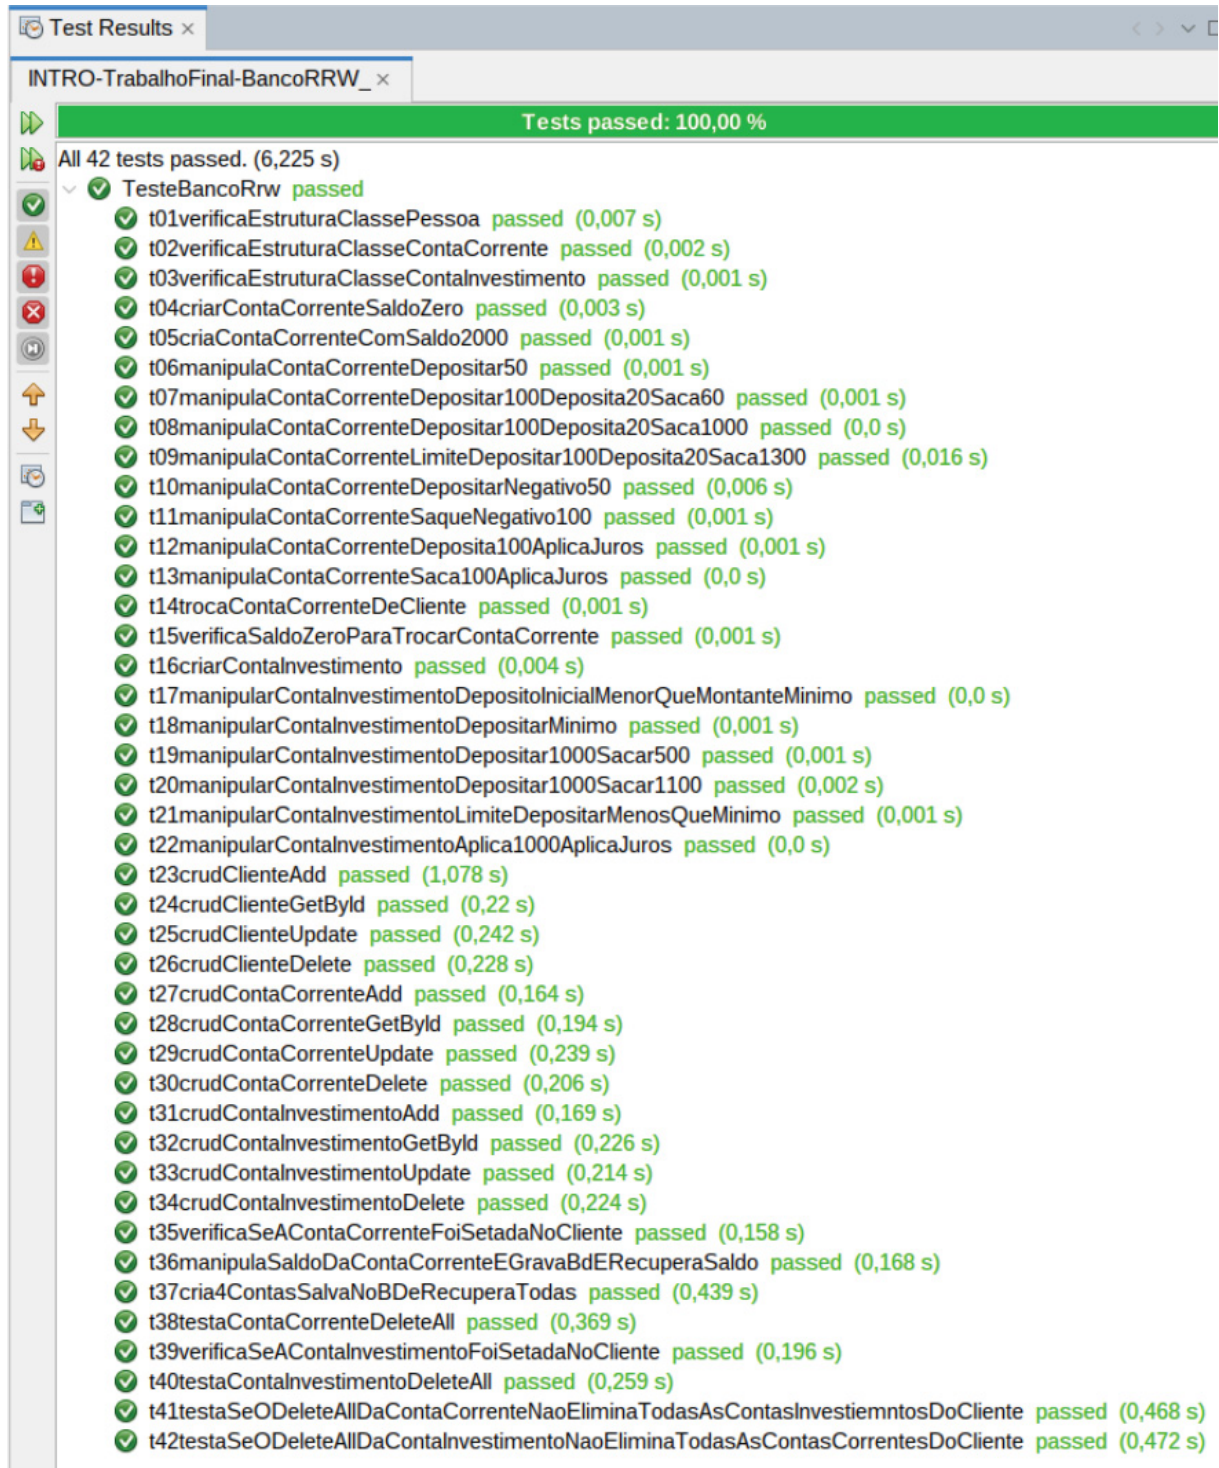 Test Results
INTRO-TrabalhoFinal-BancoRRW_
Tests passed: 100,00 %
All 42 tests passed. (6,225 s)
TesteBancoRrw passed
t01verificaEstruturaClassePessoa passed (0,007 s)
t02verificaEstruturaClasseContaCorrente passed (0,002 s)
t03verificaEstruturaClasseContaInvestimento passed (0,001 s)
t04criarContaCorrenteSaldoZero passed (0,003 s)
t05criaContaCorrenteComSaldo2000 passed (0,001 s)
t06manipulaContaCorrenteDepositar50 passed (0,001 s)
t07manipulaContaCorrenteDepositar100Deposita20Saca60 passed (0,001 s)
t08manipulaContaCorrenteDepositar100Deposita20Saca1000 passed (0,0 s)
t09manipulaContaCorrenteLimiteDepositar100Deposita20Saca1300 passed (0,016 s)
t10manipulaContaCorrenteDepositarNegativo50 passed (0,006 s)
t11manipulaContaCorrenteSaqueNegativo100 passed (0,001 s)
t12manipulaContaCorrenteDeposita100AplicaJuros passed (0,001 s)
t13manipulaContaCorrenteSaca100AplicaJuros passed (0,0 s)
t14trocaContaCorrenteDeCliente passed (0,001 s)
t15verificaSaldoZeroParaTrocarContaCorrente passed (0,001 s)
t16criarContaInvestimento passed (0,004 s)
t17manipularContaInvestimentoDepositoInicialMenorQueMontanteMinimo passed (0,0 s)
t18manipularContaInvestimentoDepositarMinimo passed (0,001 s)
t19manipularContaInvestimentoDepositar1000Sacar500 passed (0,001 s)
t20manipularContaInvestimentoDepositar1000Sacar1100 passed (0,002 s)
t21manipularContaInvestimentoLimiteDepositarMenosQueMinimo passed (0,001 s)
t22manipularContaInvestimentoAplica1000AplicaJuros passed (0,0 s)
t23crudClienteAdd passed (1,078 s)
t24crudClienteGetById passed (0,22 s)
t25crudClienteUpdate passed (0,242 s)
t26crudClienteDelete passed (0,228 s)
t27crudContaCorrenteAdd passed (0,164 s)
t28crudContaCorrenteGetById passed (0,194 s)
t29crudContaCorrenteUpdate passed (0,239 s)
t30crudContaCorrenteDelete passed (0,206 s)
t31crudContaInvestimentoAdd passed (0,169 s)
t32crudContaInvestimentoGetById passed (0,226 s)
t33crudContaInvestimentoUpdate passed (0,214 s)
t34crudContaInvestimentoDelete passed (0,224 s)
t35verificaSeAContaCorrenteFoiSetadaNoCliente passed (0,158 s)
t36manipulaSaldoDaContaCorrenteEGravaBdERecuperaSaldo passed (0,168 s)
t37cria4ContasSalvaNoBDeRecuperaTodas passed (0,439 s)
t38testaContaCorrenteDeleteAll passed (0,369 s)
t39verificaSeAContaInvestimentoFoiSetadaNoCliente passed (0,196 s)
t40testaContaInvestimentoDeleteAll passed (0,259 s)
t41testaSeODeleteAllDaContaCorrenteNaoEliminaTodasAsContasInvestiemntosDoCliente passed (0,468 s)
t42testaSeODeleteAllDaContaInvestimentoNaoEliminaTodasAsContasCorrentesDoCliente passed (0,472 s)